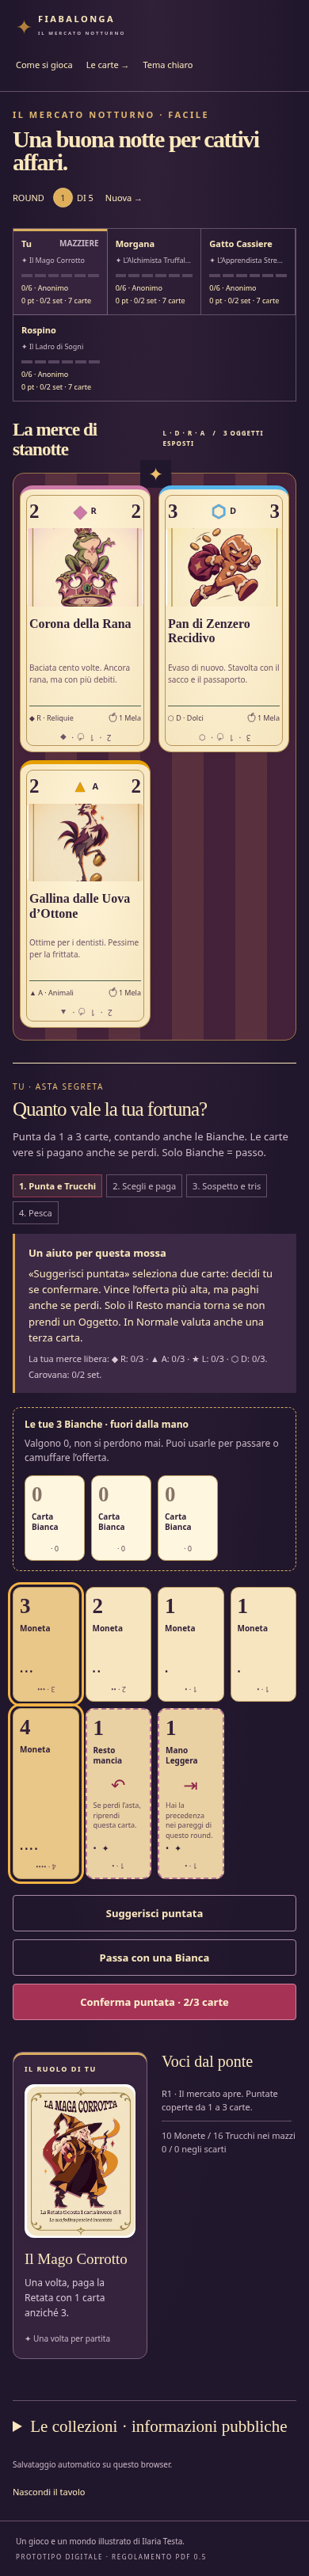 FIABALONGA
IL MERCATO NOTTURNO
Come si gioca Le carte → Tema chiaro
IL MERCATO NOTTURNO · FACILE
Una buona notte per cattivi
affari.
ROUND 1 DI 5 Nuova →
Tu MAZZIERE
✦ Il Mago Corrotto
0/6 · Anonimo
0 pt · 0/2 set · 7 carte
Morgana
✦ L'Alchimista Truffal...
0/6 · Anonimo
0 pt · 0/2 set · 7 carte
Gatto Cassiere
✦ L'Apprendista Stre...
0/6 · Anonimo
0 pt · 0/2 set · 7 carte
Rospino
✦ Il Ladro di Sogni
0/6 · Anonimo
0 pt · 0/2 set · 7 carte
La merce di
stanotte
L · D · R · A / 3 OGGETTI
ESPOSTI
2 ◆ R 2
Corona della Rana
Baciata cento volte. Ancora
rana, ma con più debiti.
◆ R · Reliquie 1 Mela
2 · 1 · ◆
3 D 3
Pan di Zenzero
Recidivo
Evaso di nuovo. Stavolta con il
sacco e il passaporto.
⬡ D · Dolci 1 Mela
3 · 1 · ⬡
2 ▲ A 2
Gallina dalle Uova
d'Ottone
Ottime per i dentisti. Pessime
per la frittata.
▲ A · Animali 1 Mela
2 · 1 · ▲
TU · ASTA SEGRETA
Quanto vale la tua fortuna?
Punta da 1 a 3 carte, contando anche le Bianche. Le carte
vere si pagano anche se perdi. Solo Bianche = passo.
1. Punta e Trucchi 2. Scegli e paga 3. Sospetto e tris
4. Pesca
Un aiuto per questa mossa
«Suggerisci puntata» seleziona due carte: decidi tu
se confermare. Vince l'offerta più alta, ma paghi
anche se perdi. Solo il Resto mancia torna se non
prendi un Oggetto. In Normale valuta anche una
terza carta.
La tua merce libera: ◆ R: 0/3 · ▲ A: 0/3 · ★ L: 0/3 · ⬡ D: 0/3.
Carovana: 0/2 set.
Le tue 3 Bianche · fuori dalla mano
Valgono 0, non si perdono mai. Puoi usarle per passare o
camuffare l'offerta.
0
Carta
Bianca
0 ·
0
Carta
Bianca
0 ·
0
Carta
Bianca
0 ·
3
Moneta
•••
3 · •••
2
Moneta
••
2 · ••
1
Moneta
•
1 · •
1
Moneta
•
1 · •
4
Moneta
••••
4 · ••••
1
Resto
mancia
↶
Se perdi l'asta,
riprendi
questa carta.
• ✦
1 · •
1
Mano
Leggera
⇥
Hai la
precedenza
nei pareggi di
questo round.
• ✦
1 · •
Suggerisci puntata
Passa con una Bianca
Conferma puntata · 2/3 carte
IL RUOLO DI TU
LA MAGA CORROTTA
Il Mago Corrotto
Una volta, paga la
Retata con 1 carta
anziché 3.
✦ Una volta per partita
Voci dal ponte
R1 · Il mercato apre. Puntate
coperte da 1 a 3 carte.
10 Monete / 16 Trucchi nei mazzi
0 / 0 negli scarti
▶ Le collezioni · informazioni pubbliche
Salvataggio automatico su questo browser.
Nascondi il tavolo
Un gioco e un mondo illustrato di Ilaria Testa.
PROTOTIPO DIGITALE · REGOLAMENTO PDF 0.5